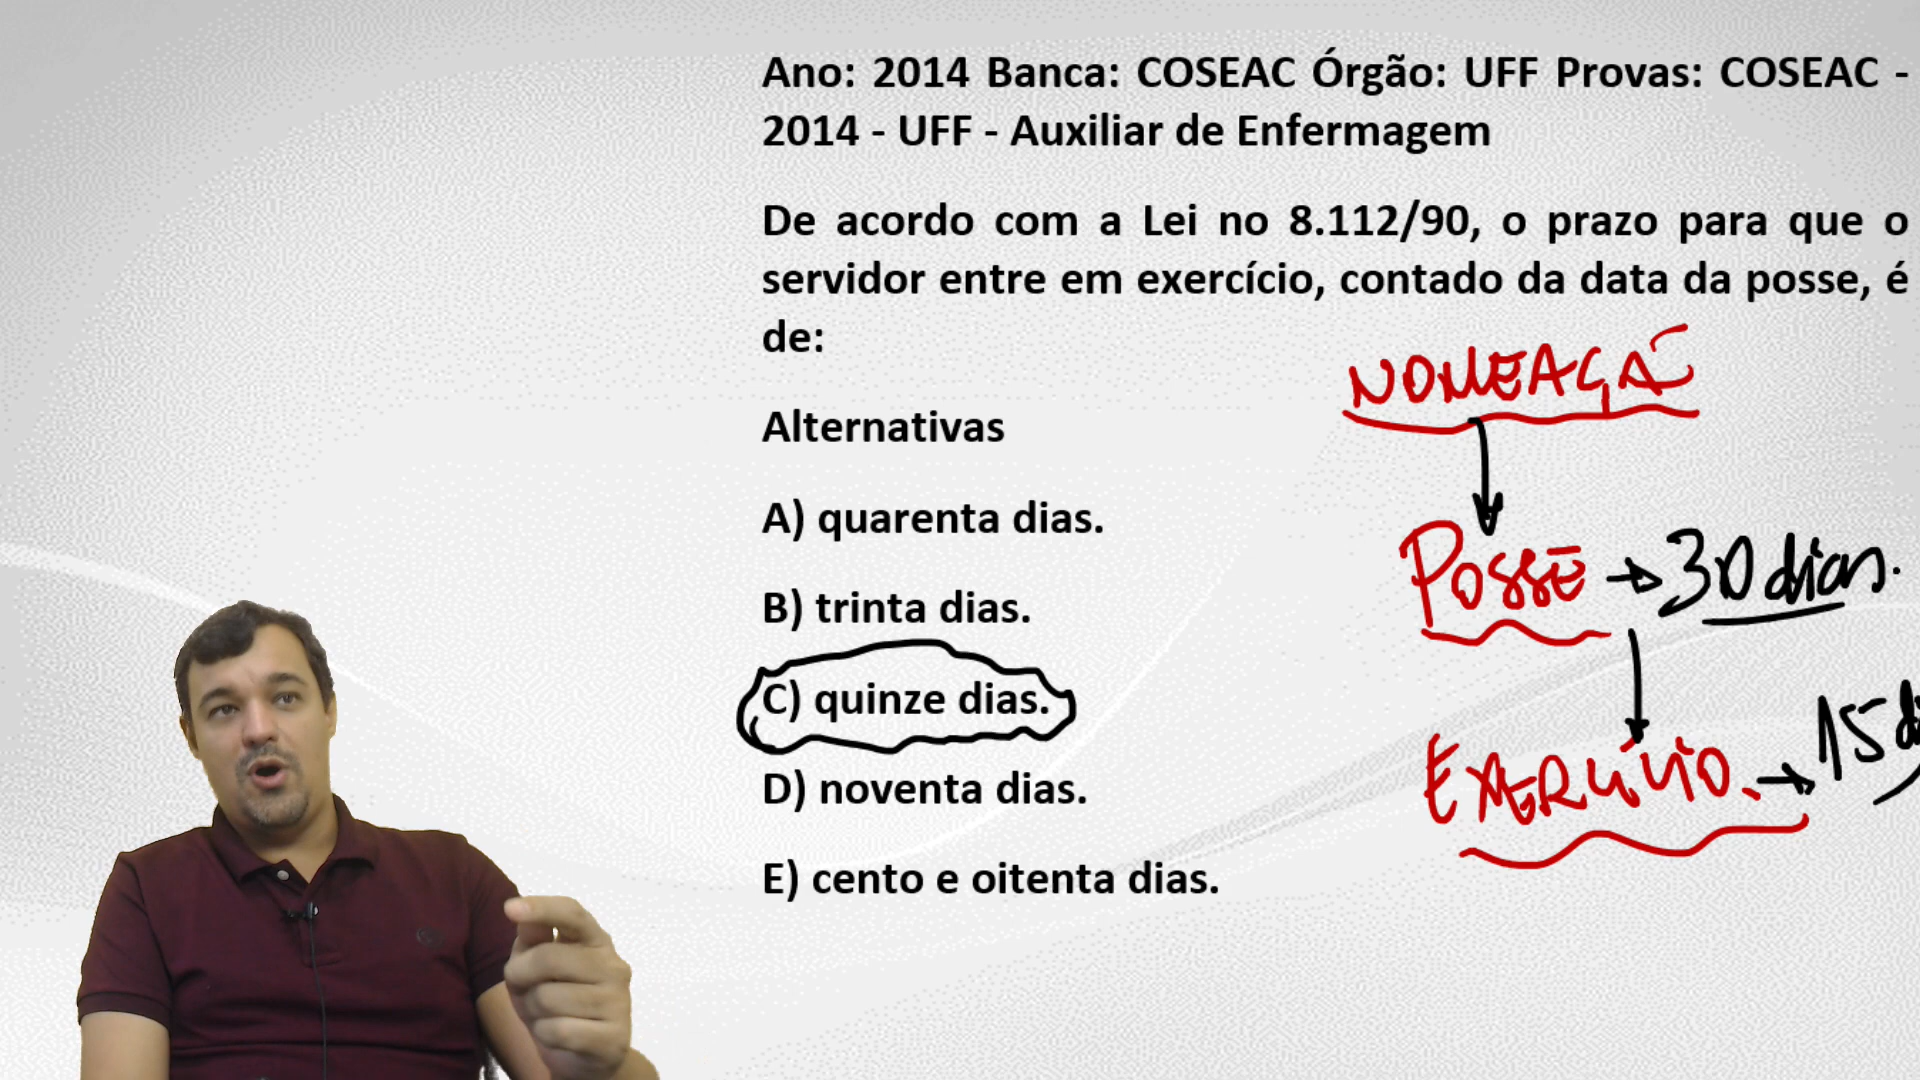 Ano: 2014 Banca: COSEAC Órgão: UFF Provas: COSEAC -
2014 - UFF - Auxiliar de Enfermagem
De acordo com a Lei no 8.112/90, o prazo para que o
servidor entre em exercício, contado da data da posse, é
de:
Alternativas
A) quarenta dias.
B) trinta dias.
C) quinze dias.
D) noventa dias.
E) cento e oitenta dias.
NOMEAÇÃ
POSSE → 30 dias.
EXERCÍCIO. → 15 di